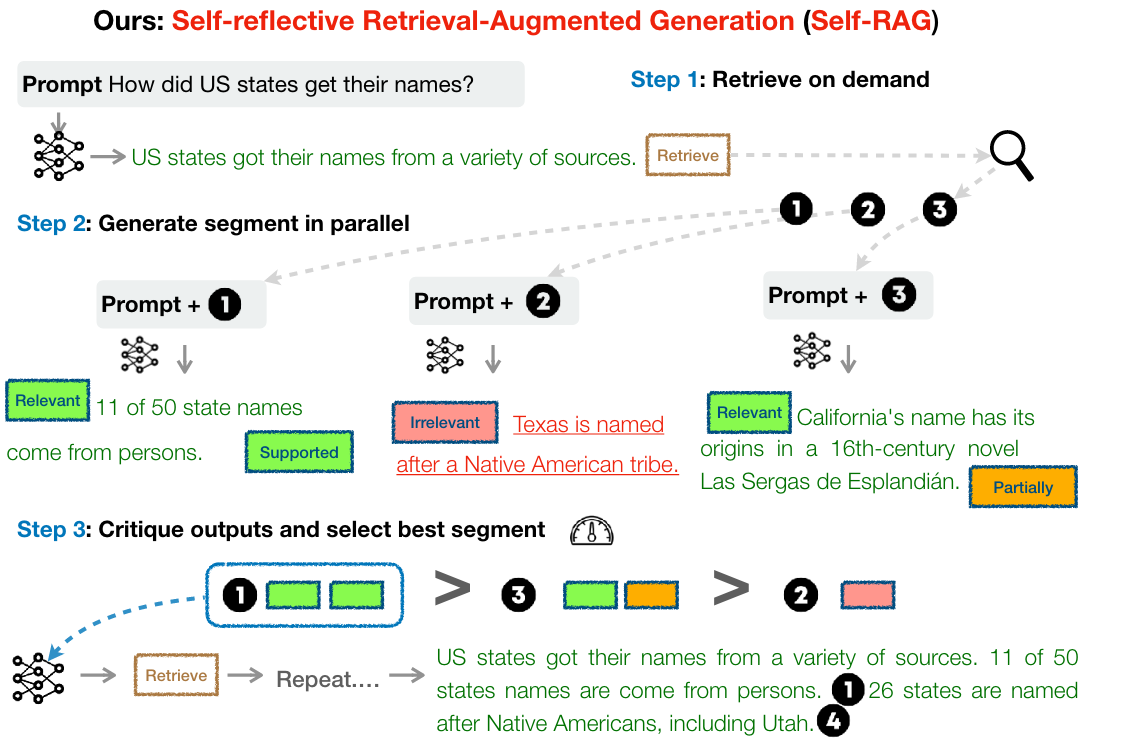 Ours: Self-reflective Retrieval-Augmented Generation (Self-RAG)
Prompt How did US states get their names?
Step 1: Retrieve on demand
US states got their names from a variety of sources. Retrieve
1 2 3
Step 2: Generate segment in parallel
Prompt + 1
Prompt + 2
Prompt + 3
Relevant 11 of 50 state names
come from persons. Supported
Irrelevant Texas is named
after a Native American tribe.
Relevant California's name has its
origins in a 16th-century novel
Las Sergas de Esplandián. Partially
Step 3: Critique outputs and select best segment
1 > 3 > 2
Retrieve Repeat....
US states got their names from a variety of sources. 11 of 50
states names are come from persons. 1 26 states are named
after Native Americans, including Utah. 4